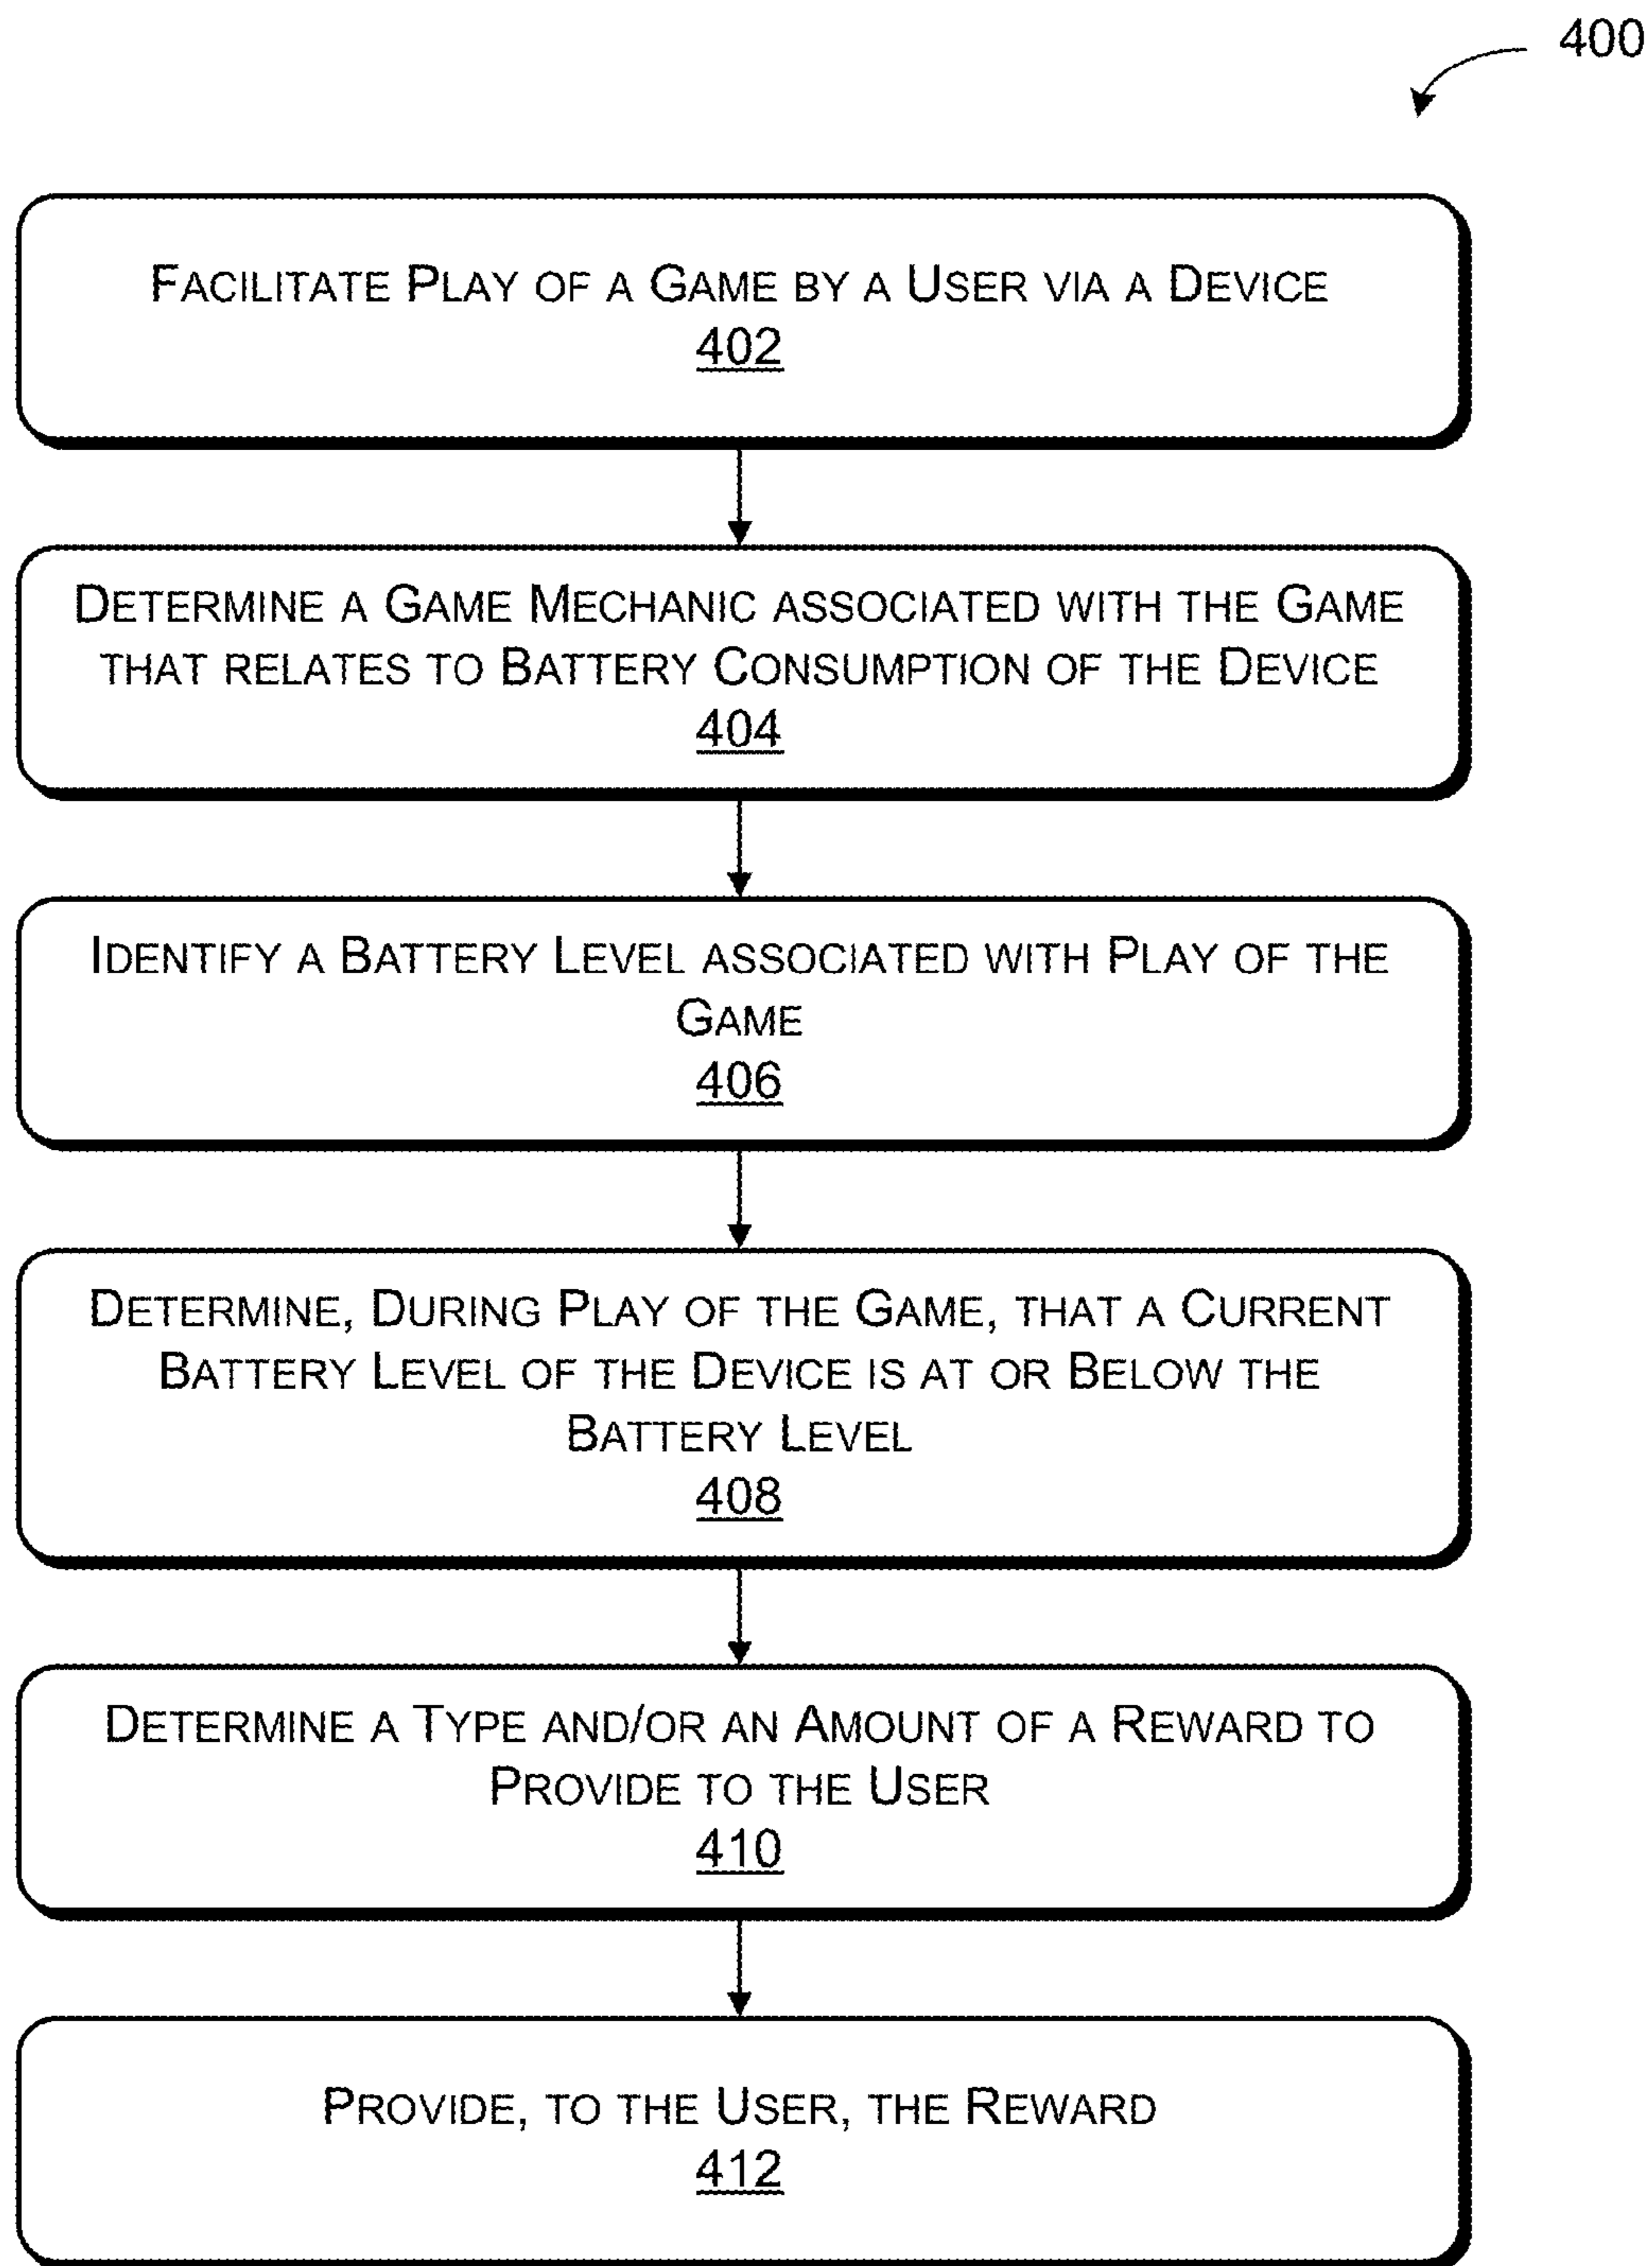 400
FACILITATE PLAY OF A GAME BY A USER VIA A DEVICE
402
DETERMINE A GAME MECHANIC ASSOCIATED WITH THE GAME
THAT RELATES TO BATTERY CONSUMPTION OF THE DEVICE
404
IDENTIFY A BATTERY LEVEL ASSOCIATED WITH PLAY OF THE
GAME
406
DETERMINE, DURING PLAY OF THE GAME, THAT A CURRENT
BATTERY LEVEL OF THE DEVICE IS AT OR BELOW THE
BATTERY LEVEL
408
DETERMINE A TYPE AND/OR AN AMOUNT OF A REWARD TO
PROVIDE TO THE USER
410
PROVIDE, TO THE USER, THE REWARD
412